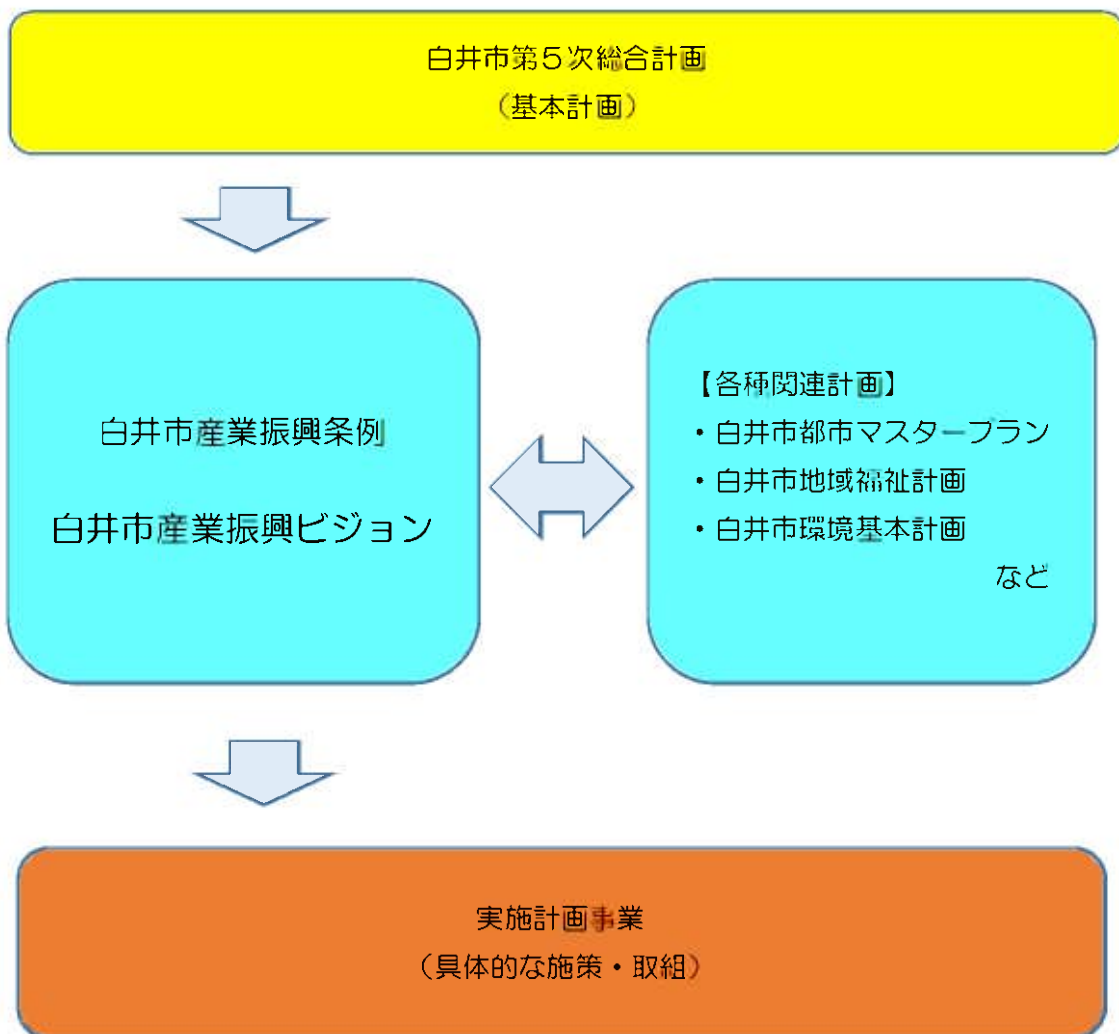 白井市第５次総合計画
（基本計画）
白井市産業振興条例
白井市産業振興ビジョン
【各種関連計画】
・白井市都市マスタープラン
・白井市地域福祉計画
・白井市環境基本計画
など
実施計画事業
（具体的な施策・取組）